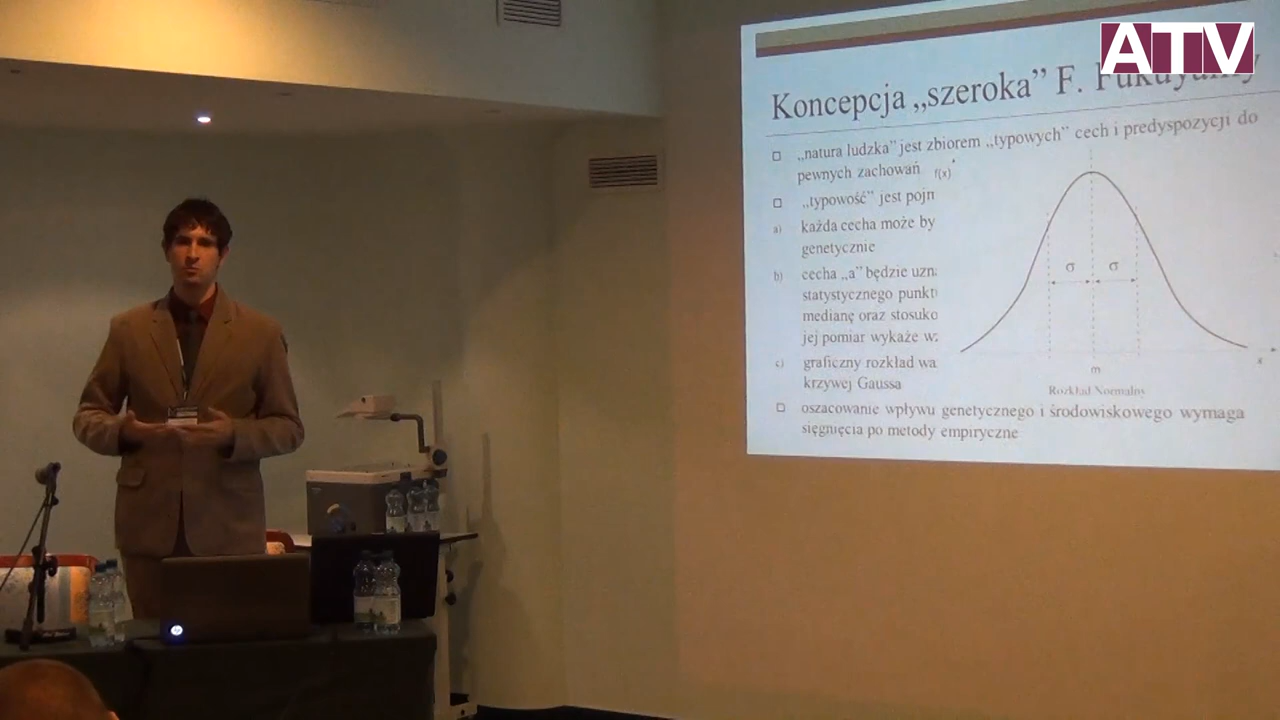 ATV
Koncepcja „szeroka” F. Fukuyamy
„natura ludzka” jest zbiorem „typowych” cech i predyspozycji do
pewnych zachowań
„typowość” jest pojm
a) każda cecha może by
genetycznie
b) cecha „a” będzie uzn
statystycznego punkt
medianę oraz stosuko
jej pomiar wykaże w
c) graficzny rozkład wa
krzywej Gaussa
f(x)
σ σ
m
x
Rozkład Normalny
oszacowanie wpływu genetycznego i środowiskowego wymaga
sięgnięcia po metody empiryczne
hp